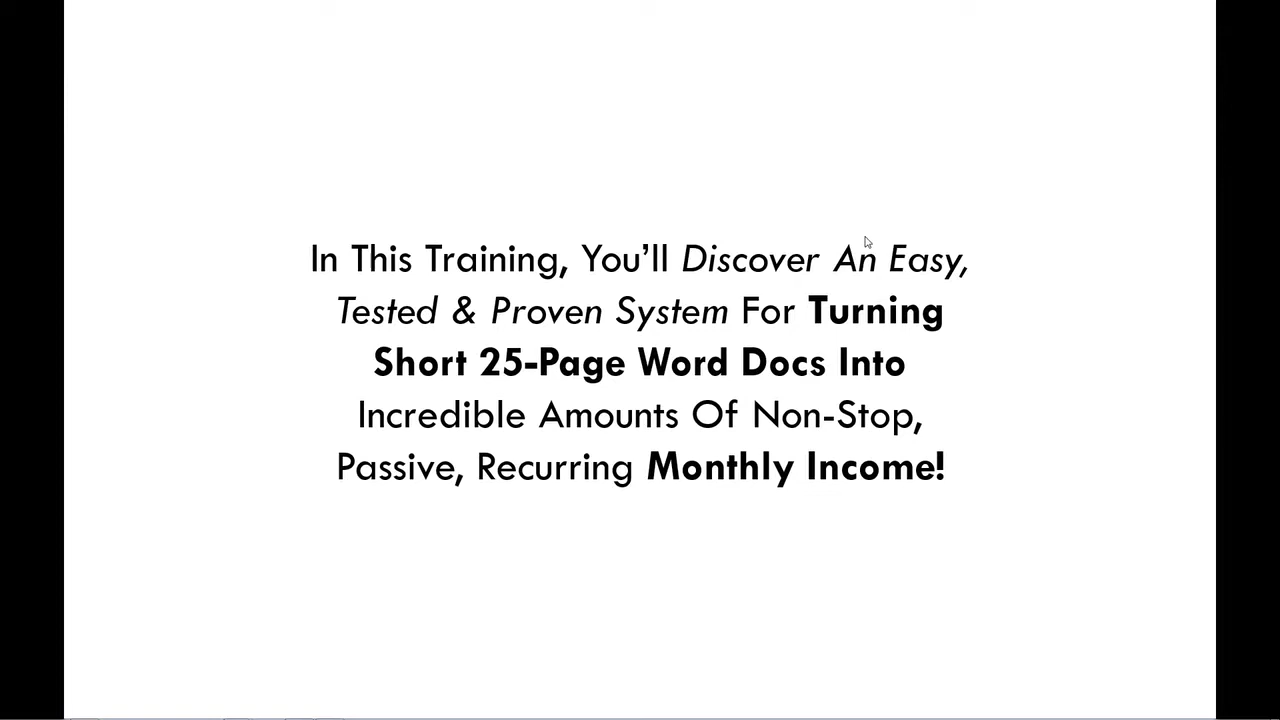 In This Training, You’ll Discover An Easy,
Tested & Proven System For Turning
Short 25-Page Word Docs Into
Incredible Amounts Of Non-Stop,
Passive, Recurring Monthly Income!